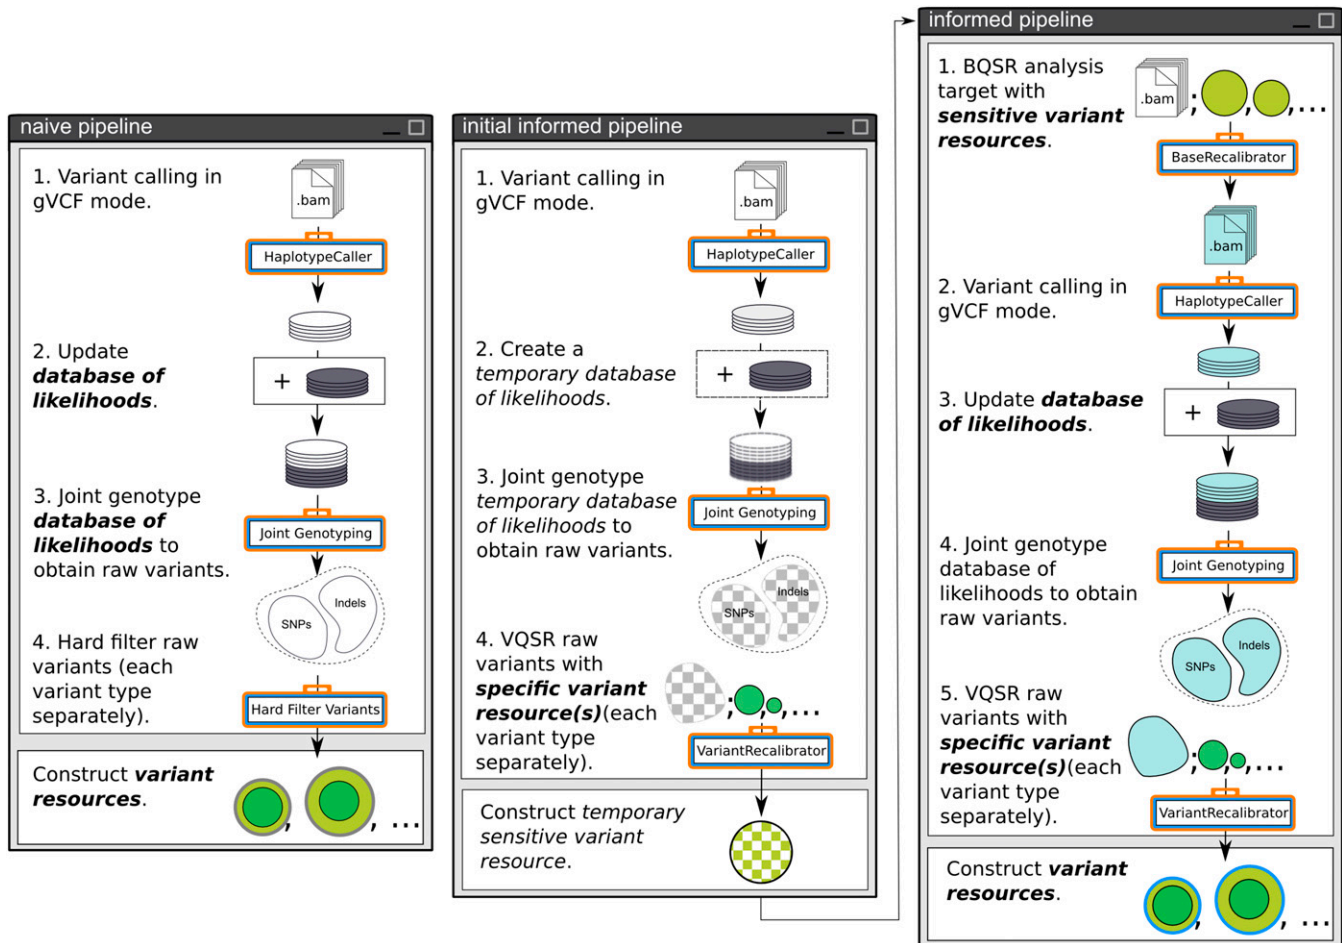 naive pipeline
1. Variant calling in
gVCF mode.
.bam
HaplotypeCaller
2. Update
database of
likelihoods.
+
3. Joint genotype
database of
likelihoods to
obtain raw variants.
Joint Genotyping
SNPs
Indels
4. Hard filter raw
variants (each
variant type
separately).
Hard Filter Variants
Construct variant
resources.
, , ...
initial informed pipeline
1. Variant calling in
gVCF mode.
.bam
HaplotypeCaller
2. Create a
temporary database
of likelihoods.
+
3. Joint genotype
temporary database
of likelihoods to
obtain raw variants.
Joint Genotyping
SNPs
Indels
4. VQSR raw
variants with
specific variant
resource(s)(each
variant type
separately).
; , , ...
VariantRecalibrator
Construct temporary
sensitive variant
resource.
informed pipeline
1. BQSR analysis
target with
sensitive variant
resources.
.bam
; , , ...
BaseRecalibrator
.bam
2. Variant calling in
gVCF mode.
HaplotypeCaller
3. Update database
of likelihoods.
+
4. Joint genotype
database of
likelihoods to obtain
raw variants.
Joint Genotyping
SNPs
Indels
5. VQSR raw
variants with
specific variant
resource(s)(each
variant type
separately).
; , , ...
VariantRecalibrator
Construct variant
resources.
, , ...